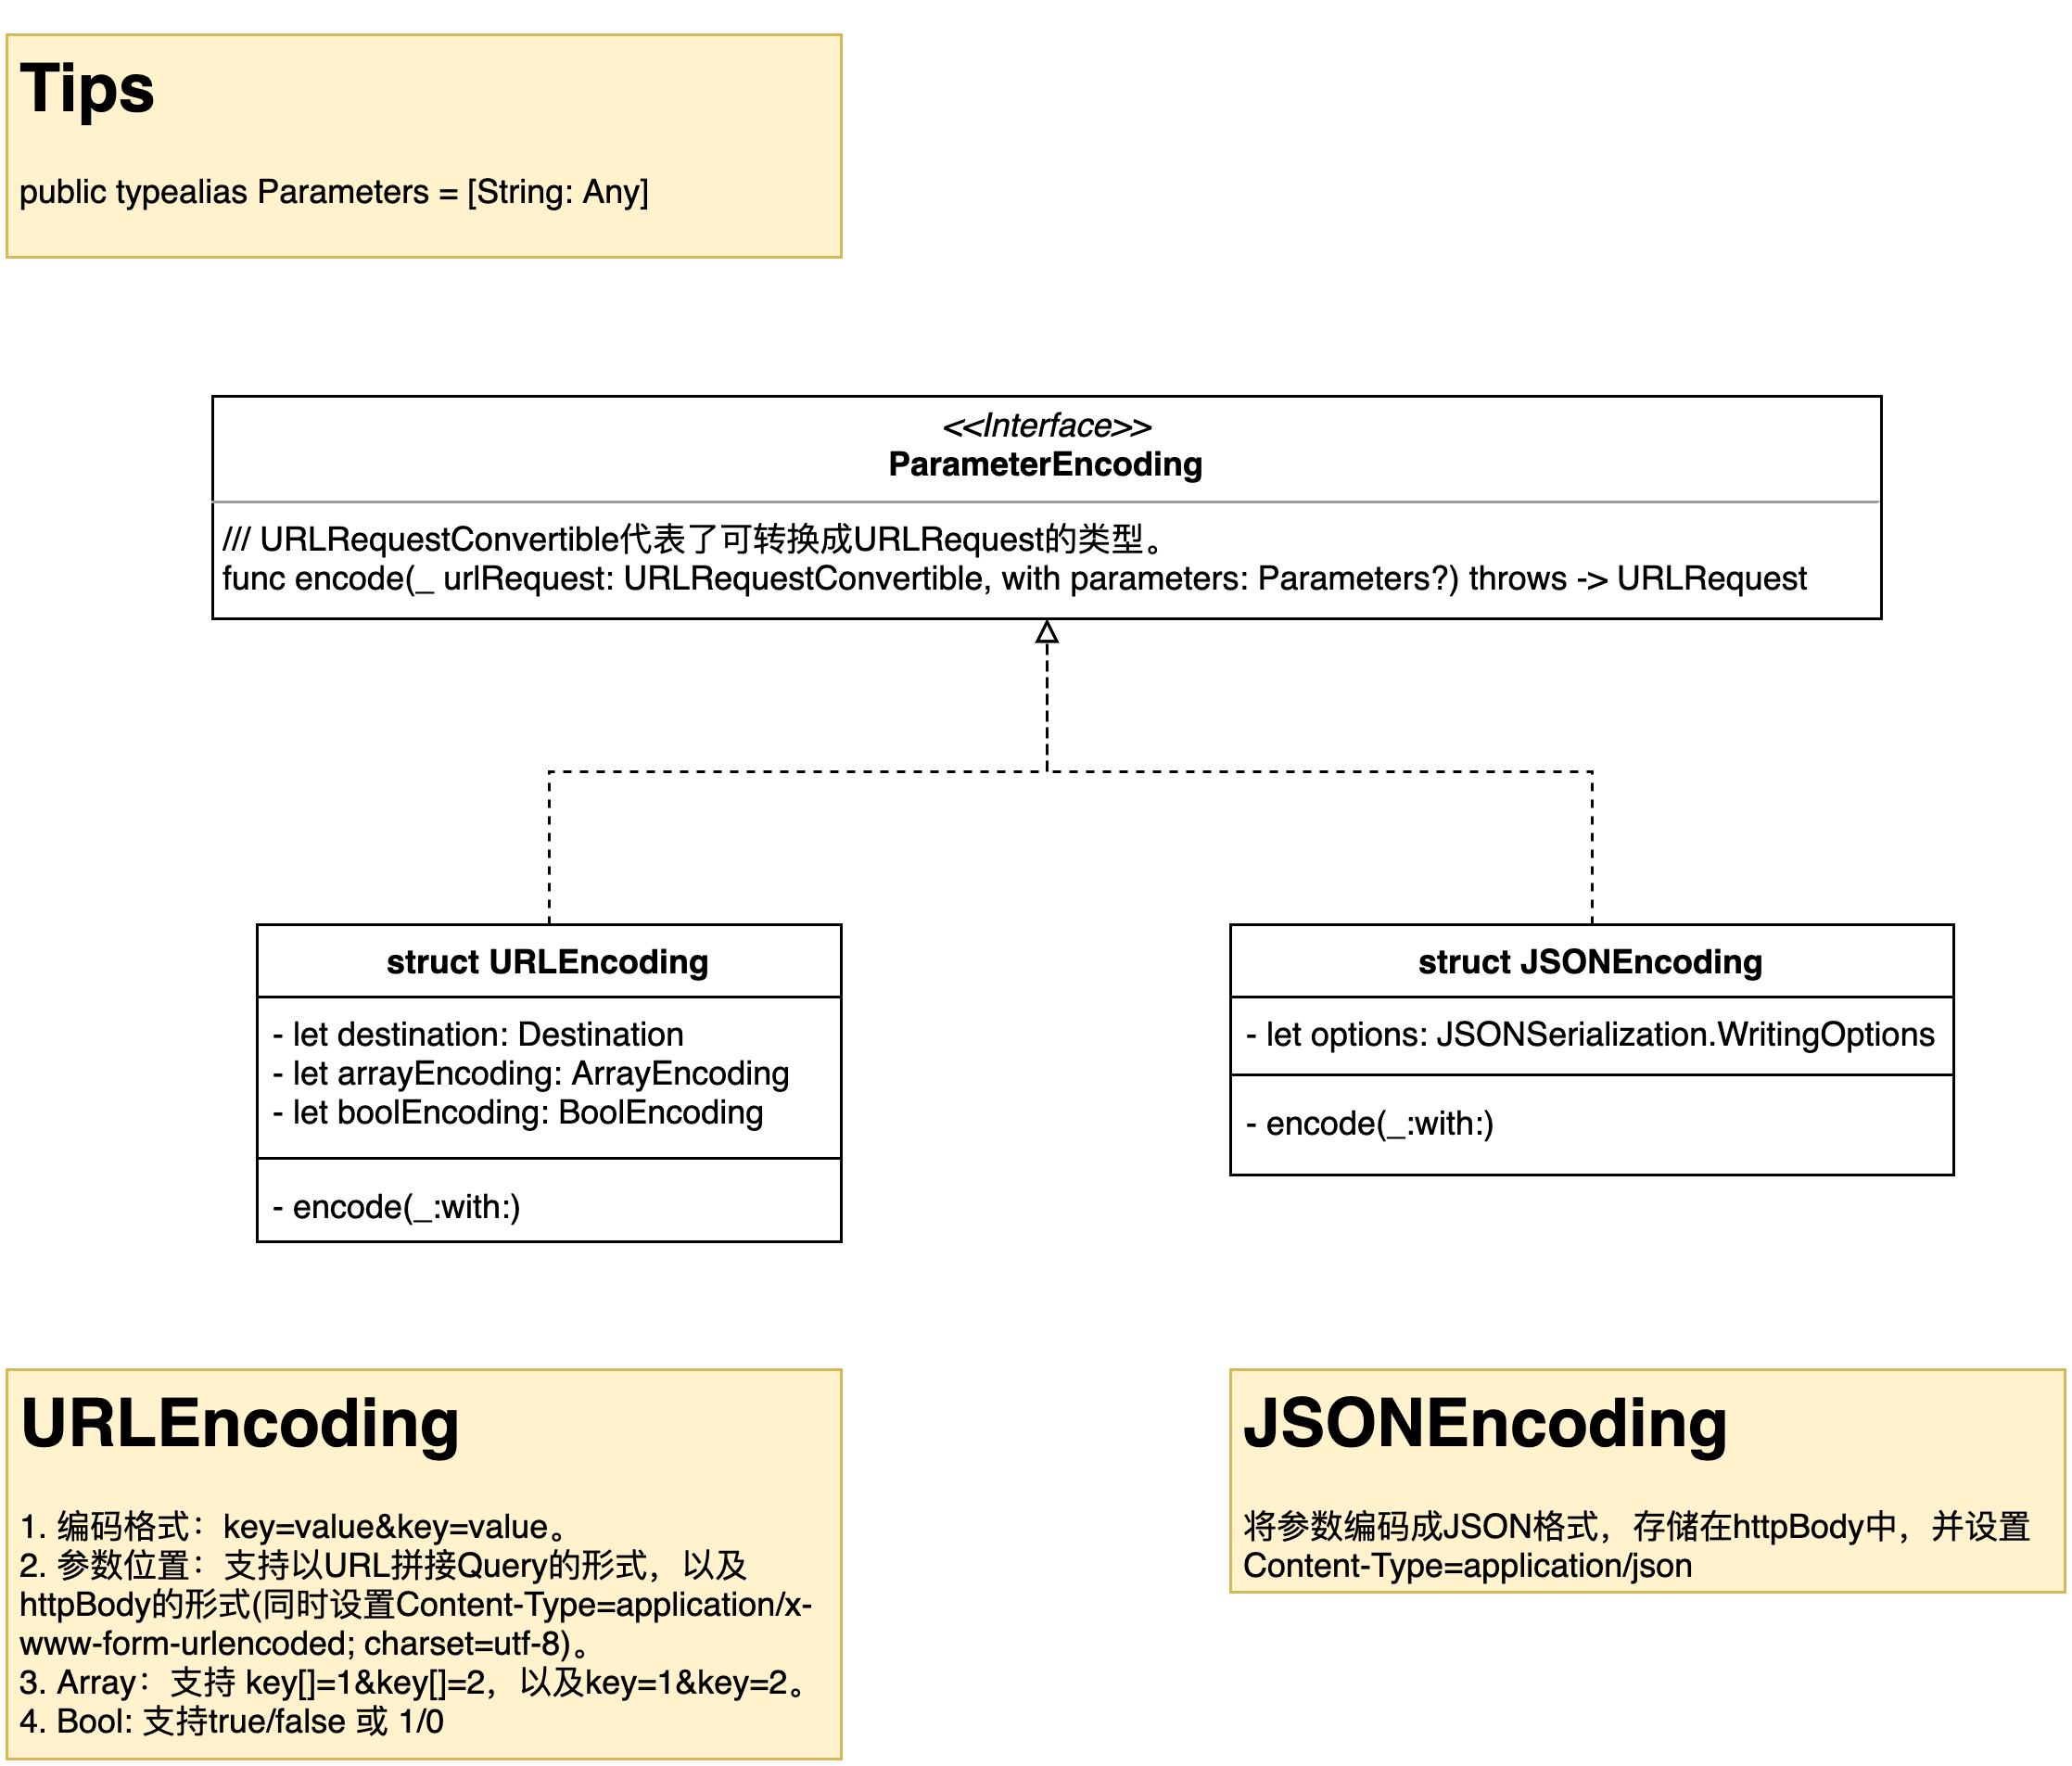 Tips
public typealias Parameters = [String: Any]
<<Interface>>
ParameterEncoding
/// URLRequestConvertible代表了可转换成URLRequest的类型。
func encode(_ urlRequest: URLRequestConvertible, with parameters: Parameters?) throws -> URLRequest
struct URLEncoding
- let destination: Destination
- let arrayEncoding: ArrayEncoding
- let boolEncoding: BoolEncoding
- encode(_:with:)
struct JSONEncoding
- let options: JSONSerialization.WritingOptions
- encode(_:with:)
URLEncoding
1. 编码格式：key=value&key=value。
2. 参数位置：支持以URL拼接Query的形式，以及
httpBody的形式(同时设置Content-Type=application/x-
www-form-urlencoded; charset=utf-8)。
3. Array：支持 key[]=1&key[]=2，以及key=1&key=2。
4. Bool: 支持true/false 或 1/0
JSONEncoding
将参数编码成JSON格式，存储在httpBody中，并设置
Content-Type=application/json